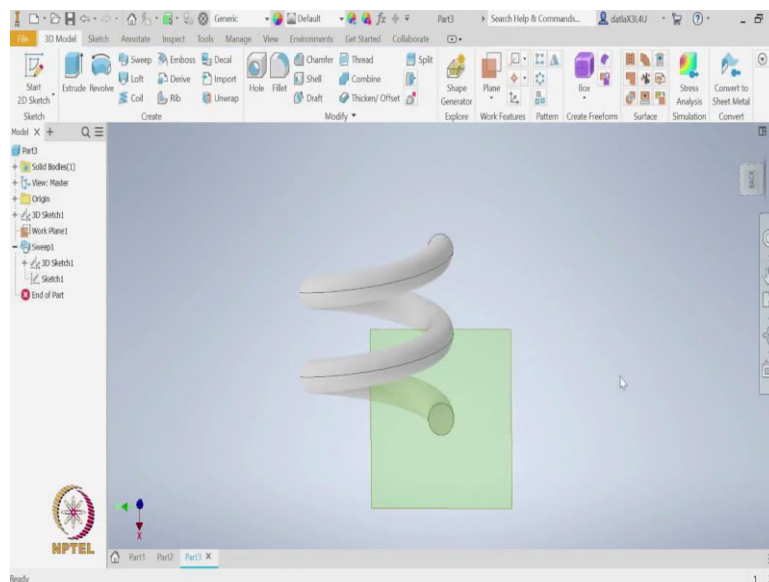 Generic Default fx Part3 Search Help & Commands... datlaX3L4U
File 3D Model Sketch Annotate Inspect Tools Manage View Environments Get Started Collaborate
Start 2D Sketch Extrude Revolve Sweep Emboss Decal Hole Fillet Chamfer Thread Split Shape Generator Plane Box Stress Analysis Convert to Sheet Metal
Loft Derive Import Shell Combine
Coil Rib Unwrap Draft Thicken/ Offset
Sketch Create Modify Explore Work Features Pattern Create Freeform Surface Simulation Convert
Model X +
Part3
Solid Bodies(1)
View: Master
Origin
3D Sketch1
Work Plane1
Sweep1
3D Sketch1
Sketch1
End of Part
BACK
X
NPTEL
Part1 Part2 Part3 X
Ready 1